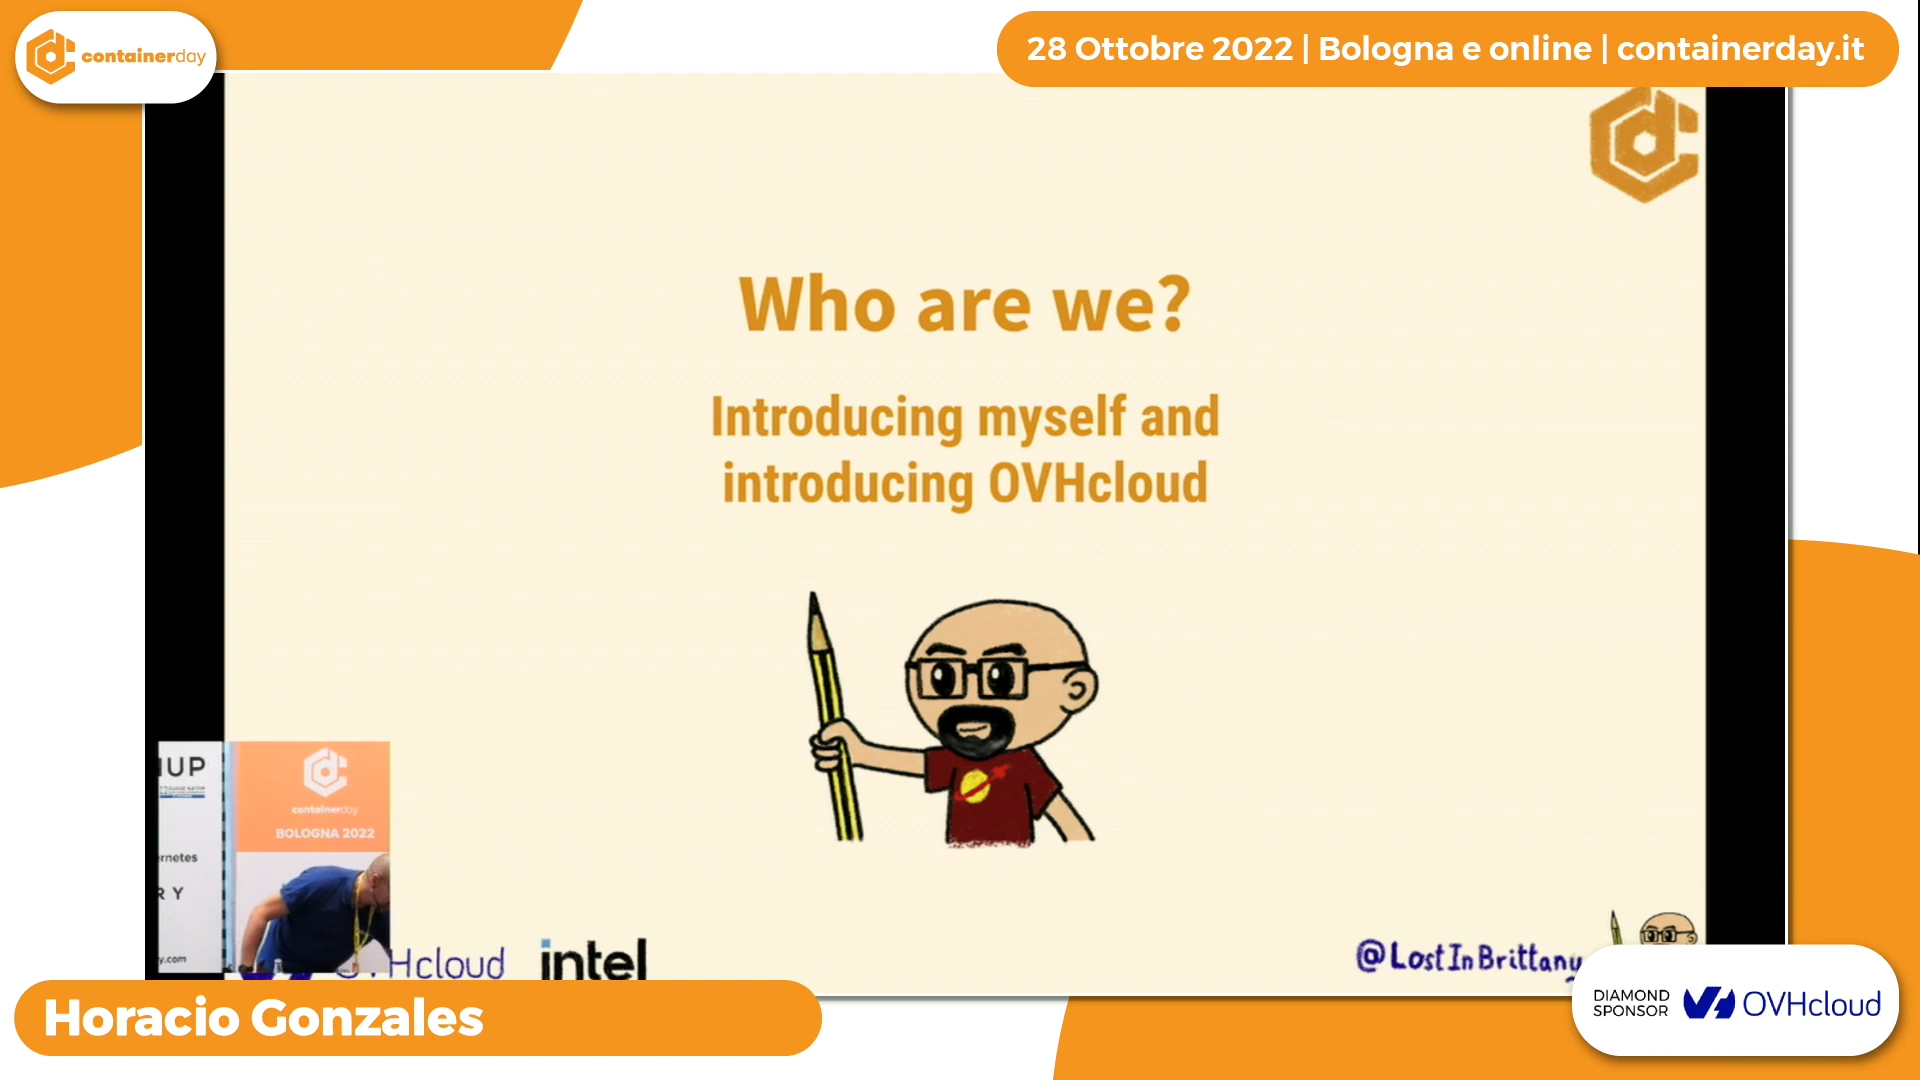 containerday
28 Ottobre 2022 | Bologna e online | containerday.it
Who are we?
Introducing myself and
introducing OVHcloud
containerday
BOLOGNA 2022
Hcloud
intel
@LostInBrittany
Horacio Gonzales
DIAMOND
SPONSOR
OVHcloud